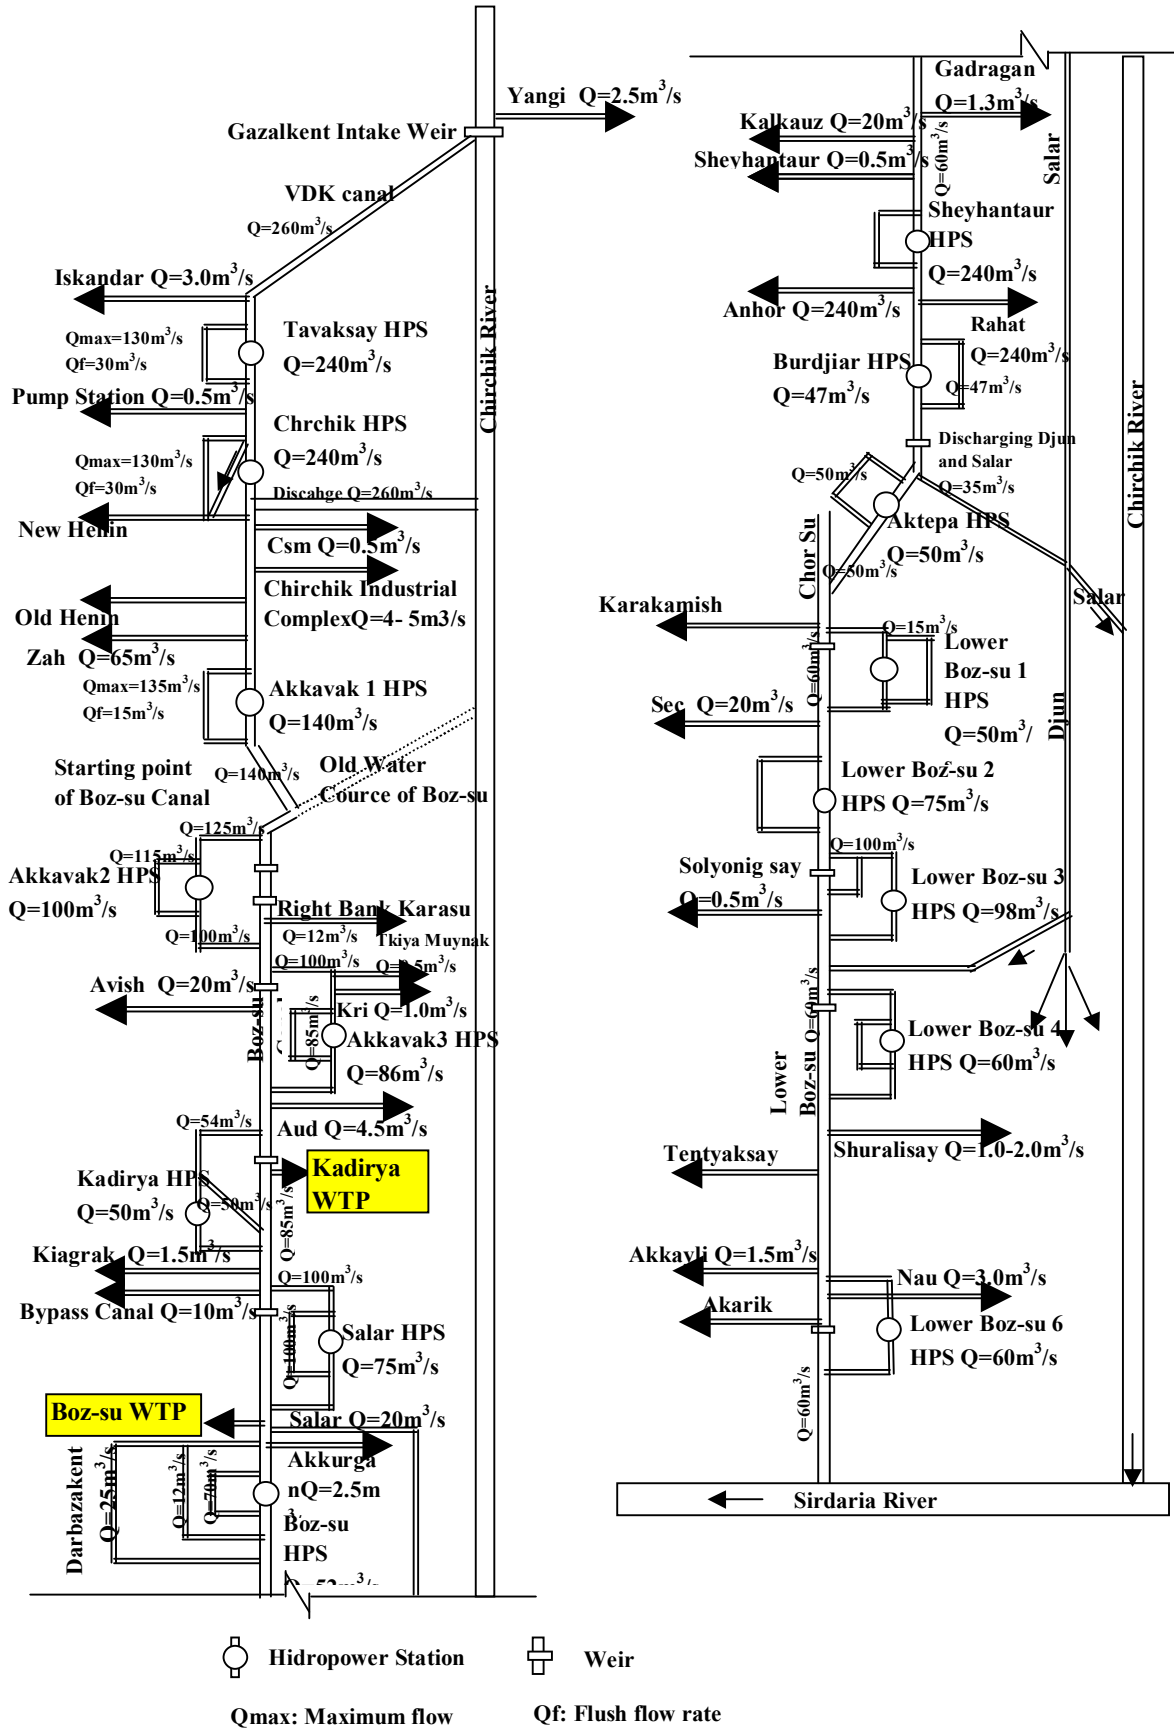 Yangi Q=2.5m³/s
Gazalkent Intake Weir
VDK canal
Q=260m³/s
Iskandar Q=3.0m³/s
Chirchik River
Qmax=130m³/s
Qf=30m³/s
Tavaksay HPS
Q=240m³/s
Pump Station Q=0.5m³/s
Chrchik HPS
Q=240m³/s
Qmax=130m³/s
Qf=30m³/s
Discahge Q=260m³/s
New Henin
Csm Q=0.5m³/s
Chirchik Industrial
ComplexQ=4- 5m3/s
Old Henin
Zah Q=65m³/s
Qmax=135m³/s
Qf=15m³/s
Akkavak 1 HPS
Q=140m³/s
Starting point
of Boz-su Canal
Q=140m³/s
Old Water
Cource of Boz-su
Q=125m³/s
Q=115m³/s
Akkavak2 HPS
Q=100m³/s
Q=100m³/s
Right Bank Karasu
Q=12m³/s
Tkiya Muynak
Q=0.5m³/s
Q=100m³/s
Avish Q=20m³/s
Kri Q=1.0m³/s
Boz-su
Q=85m³/s
Akkavak3 HPS
Q=86m³/s
Aud Q=4.5m³/s
Q=54m³/s
Kadirya
WTP
Kadirya HPS
Q=50m³/s
Q=50m³/s
Q=85m³/s
Kiagrak Q=1.5m³/s
Q=100m³/s
Bypass Canal Q=10m³/s
Q=100m³/s
Salar HPS
Q=75m³/s
Boz-su WTP
Salar Q=20m³/s
Darbazakent
Q=25m³/s
Q=12m³/s
Q=70m³/s
Akkurga
nQ=2.5m
³/
Boz-su
HPS
Q=52m³/s
Gadragan
Q=1.3m³/s
Kalkauz Q=20m³/s
Q=60m³/s
Sheyhantaur Q=0.5m³/s
Salar
Sheyhantaur
HPS
Q=240m³/s
Anhor Q=240m³/s
Rahat
Q=240m³/s
Burdjiar HPS
Q=47m³/s
Q=47m³/s
Chirchik River
Discharging Djun
and Salar
Q=35m³/s
Q=50m³/s
Aktepa HPS
Q=50m³/s
Chor Su
Q=50m³/s
Salar
Karakamish
Q=15m³/s
Q=60m³/s
Lower
Boz-su 1
HPS
Q=50m³/
Sec Q=20m³/s
Djun
Lower Boz-su 2
HPS Q=75m³/s
Q=100m³/s
Solyonig say
Q=0.5m³/s
Lower Boz-su 3
HPS Q=98m³/s
Q=60m³/s
Lower
Boz-su
Lower Boz-su 4
HPS Q=60m³/s
Shuralisay Q=1.0-2.0m³/s
Tentyaksay
Akkavli Q=1.5m³/s
Nau Q=3.0m³/s
Akarik
Lower Boz-su 6
HPS Q=60m³/s
Q=60m³/s
Sirdaria River
Hidropower Station
Weir
Qmax: Maximum flow
Qf: Flush flow rate